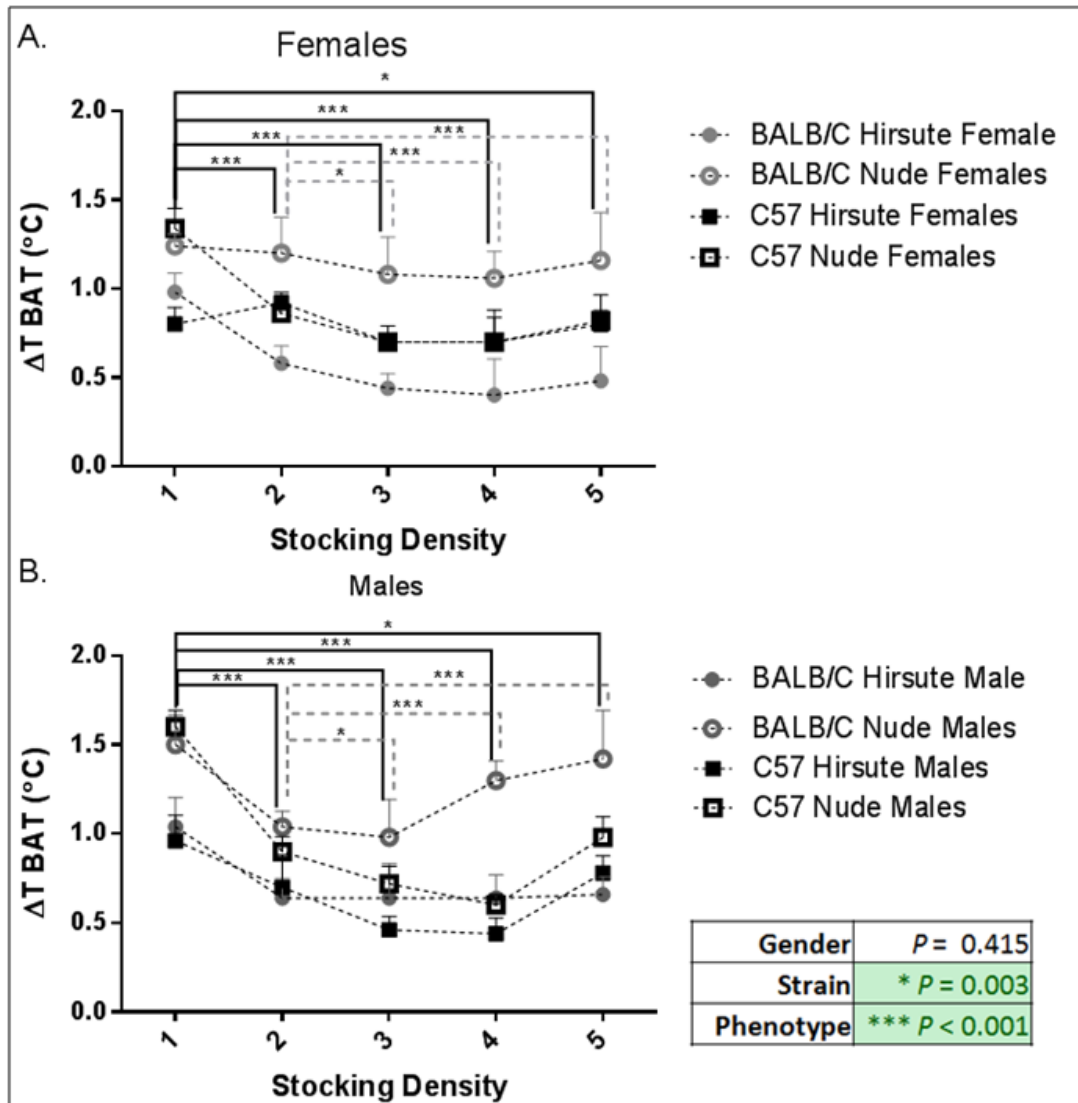 A.
Females
*
***
***
***
***
***
*
2.0
1.5
1.0
0.5
0.0
ΔT BAT (°C)
1 2 3 4 5
Stocking Density
BALB/C Hirsute Female
BALB/C Nude Females
C57 Hirsute Females
C57 Nude Females
B.
Males
*
***
***
***
***
***
*
2.0
1.5
1.0
0.5
0.0
ΔT BAT (°C)
1 2 3 4 5
Stocking Density
BALB/C Hirsute Male
BALB/C Nude Males
C57 Hirsute Males
C57 Nude Males
Gender P = 0.415
Strain * P = 0.003
Phenotype *** P < 0.001